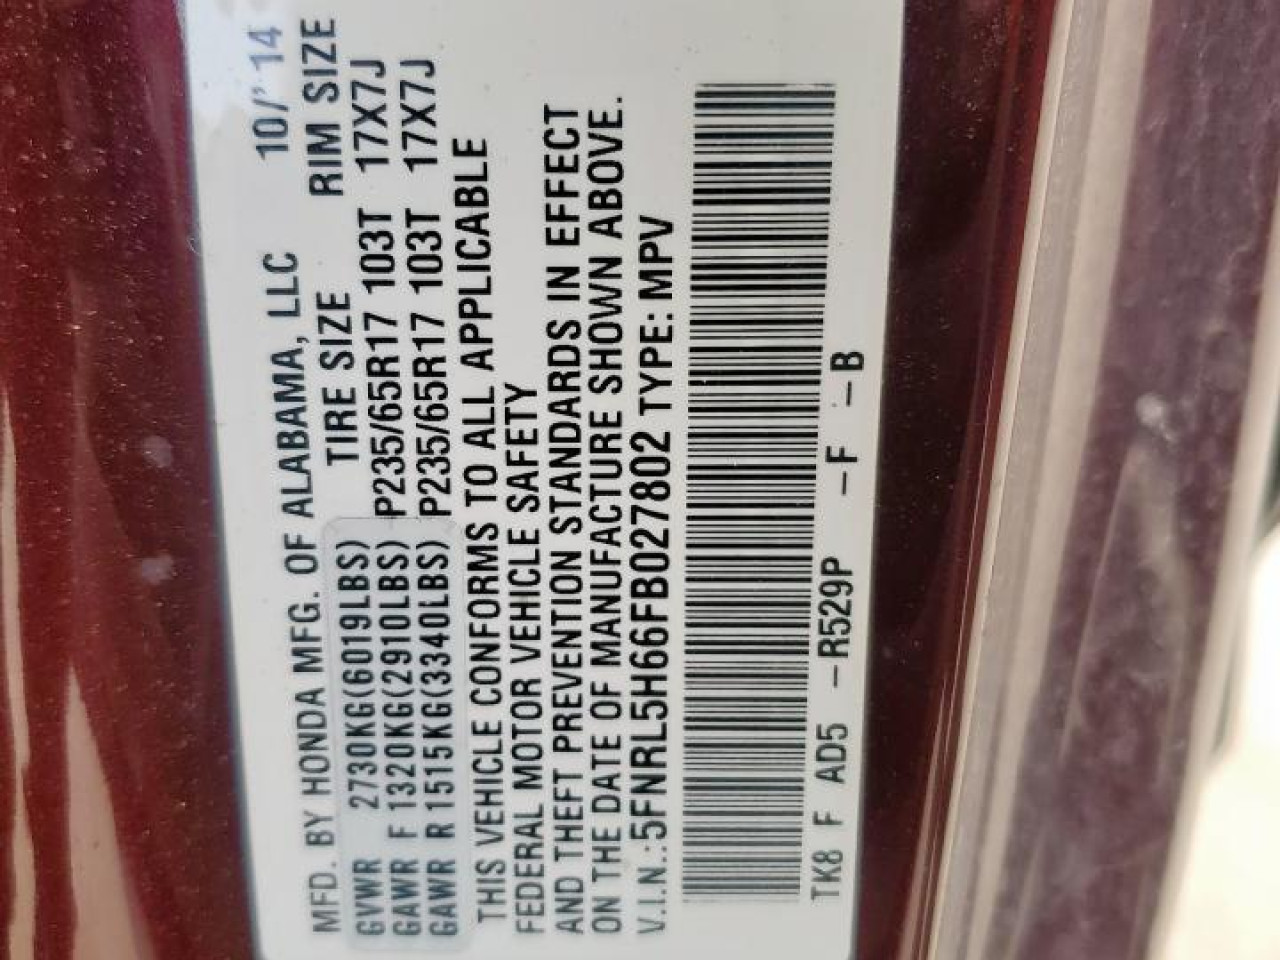 MFD. BY HONDA MFG. OF ALABAMA, LLC 10/'14
TIRE SIZE RIM SIZE
GVWR 2730KG(6019LBS)
GAWR F 1320KG(2910LBS) P235/65R17 103T 17X7J
GAWR R 1515KG(3340LBS) P235/65R17 103T 17X7J
THIS VEHICLE CONFORMS TO ALL APPLICABLE
FEDERAL MOTOR VEHICLE SAFETY
AND THEFT PREVENTION STANDARDS IN EFFECT
ON THE DATE OF MANUFACTURE SHOWN ABOVE.
V.I.N.:5FNRL5H66FB027802 TYPE: MPV
TK8 F AD5 -R529P -F -B